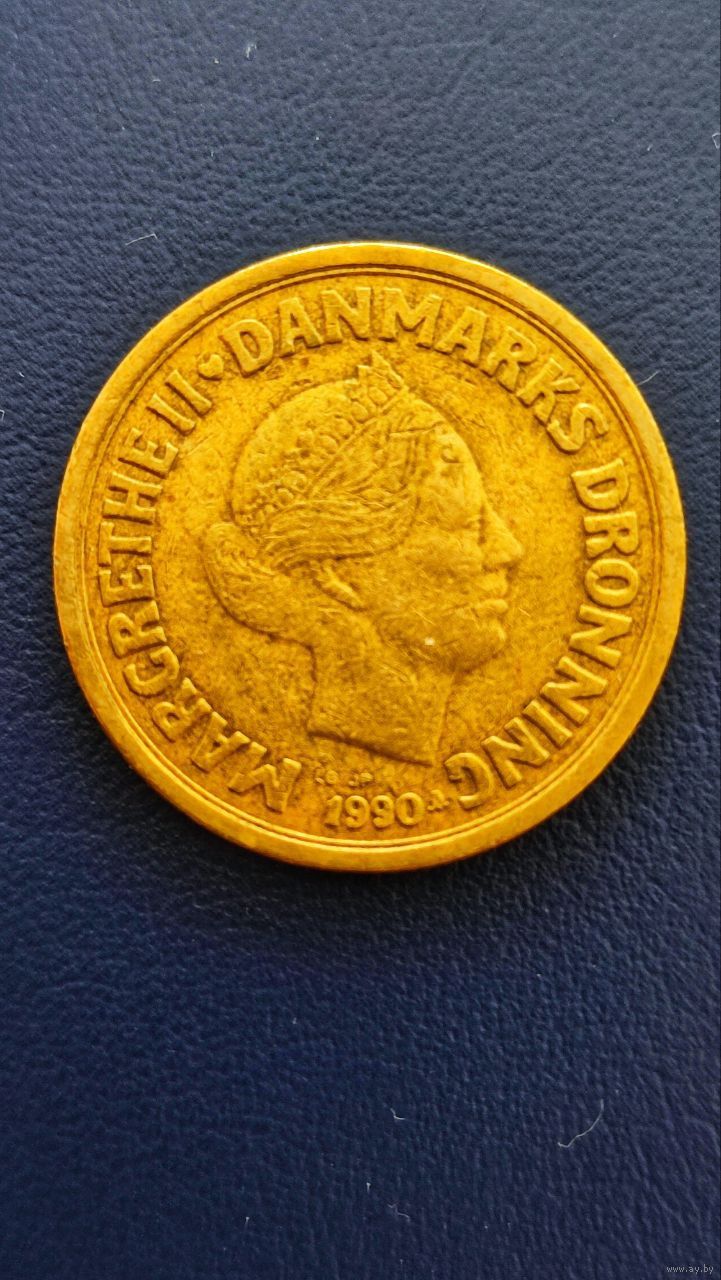 MARGRETHE II ♥ DANMARKS DRONNING
1990
www.ay.by